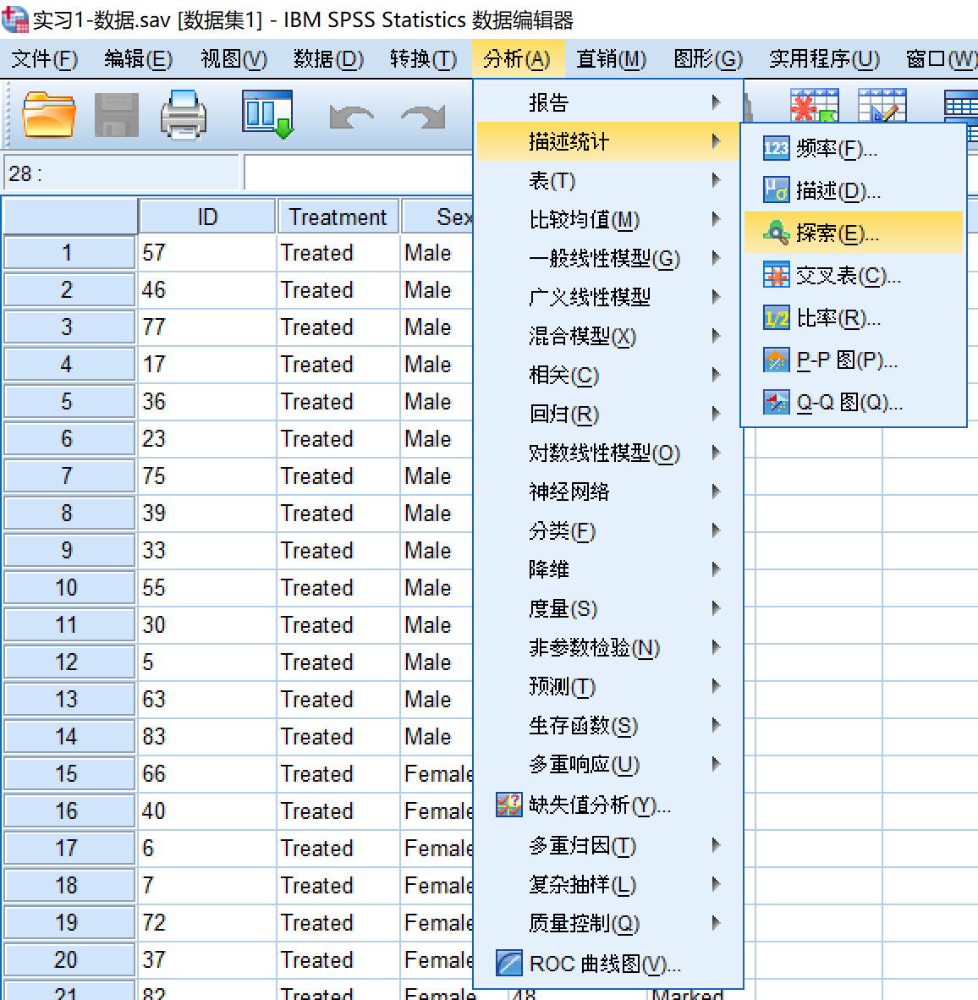 实习1-数据.sav [数据集1] - IBM SPSS Statistics 数据编辑器
文件(F) 编辑(E) 视图(V) 数据(D) 转换(T) 分析(A) 直销(M) 图形(G) 实用程序(U) 窗口(W)
28 :
ID Treatment Sex
1 57 Treated Male
2 46 Treated Male
3 77 Treated Male
4 17 Treated Male
5 36 Treated Male
6 23 Treated Male
7 75 Treated Male
8 39 Treated Male
9 33 Treated Male
10 55 Treated Male
11 30 Treated Male
12 5 Treated Male
13 63 Treated Male
14 83 Treated Male
15 66 Treated Female
16 40 Treated Female
17 6 Treated Female
18 7 Treated Female
19 72 Treated Female
20 37 Treated Female
21 82 Treated Female 48 Marked
报告
描述统计
表(T)
比较均值(M)
一般线性模型(G)
广义线性模型
混合模型(X)
相关(C)
回归(R)
对数线性模型(O)
神经网络
分类(F)
降维
度量(S)
非参数检验(N)
预测(T)
生存函数(S)
多重响应(U)
缺失值分析(Y)...
多重归因(T)
复杂抽样(L)
质量控制(Q)
ROC 曲线图(V)...
123 频率(F)...
μσ 描述(D)...
探索(E)...
交叉表(C)...
1/2 比率(R)...
P-P 图(P)...
Q-Q 图(Q)...